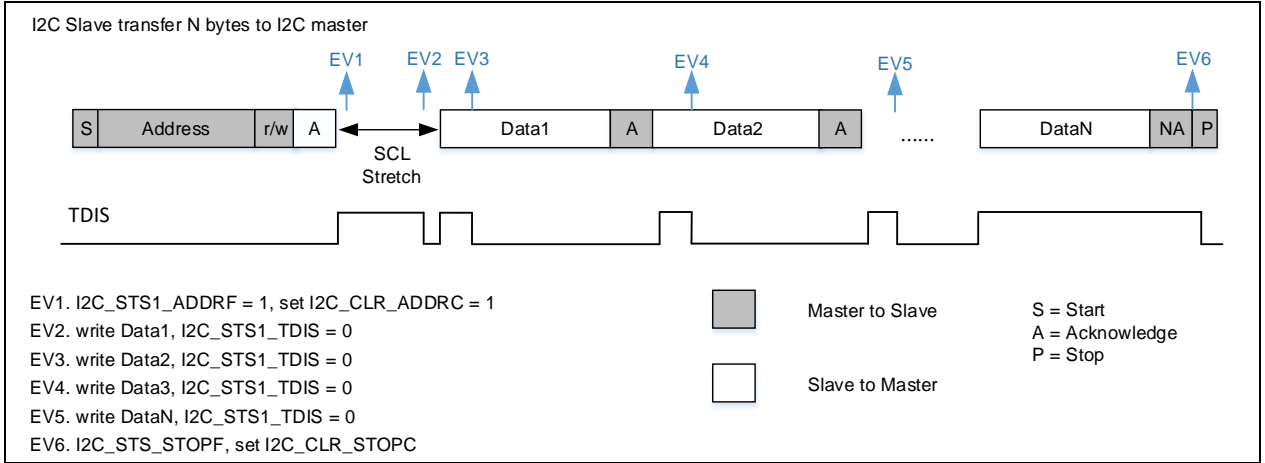 I2C Slave transfer N bytes to I2C master
EV1 EV2 EV3 EV4 EV5 EV6
S Address r/w A Data1 A Data2 A ...... DataN NA P
SCL
Stretch
TDIS
EV1. I2C_STS1_ADDRF = 1, set I2C_CLR_ADDRC = 1
EV2. write Data1, I2C_STS1_TDIS = 0
EV3. write Data2, I2C_STS1_TDIS = 0
EV4. write Data3, I2C_STS1_TDIS = 0
EV5. write DataN, I2C_STS1_TDIS = 0
EV6. I2C_STS_STOPF, set I2C_CLR_STOPC
Master to Slave
Slave to Master
S = Start
A = Acknowledge
P = Stop